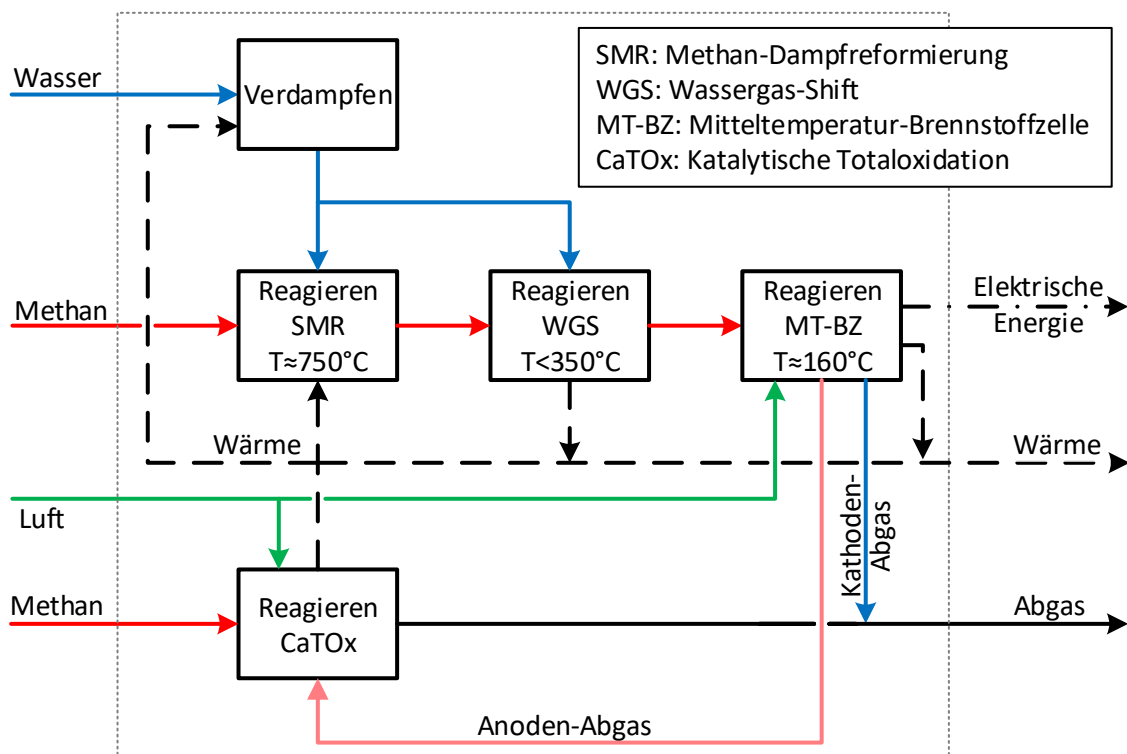 SMR: Methan-Dampfreformierung
WGS: Wassergas-Shift
MT-BZ: Mitteltemperatur-Brennstoffzelle
CaTOx: Katalytische Totaloxidation
Wasser
Verdampfen
Methan
Reagieren
SMR
T≈750°C
Reagieren
WGS
T<350°C
Reagieren
MT-BZ
T≈160°C
Elektrische
Energie
Wärme
Wärme
Luft
Kathoden-
Abgas
Methan
Reagieren
CaTOx
Abgas
Anoden-Abgas